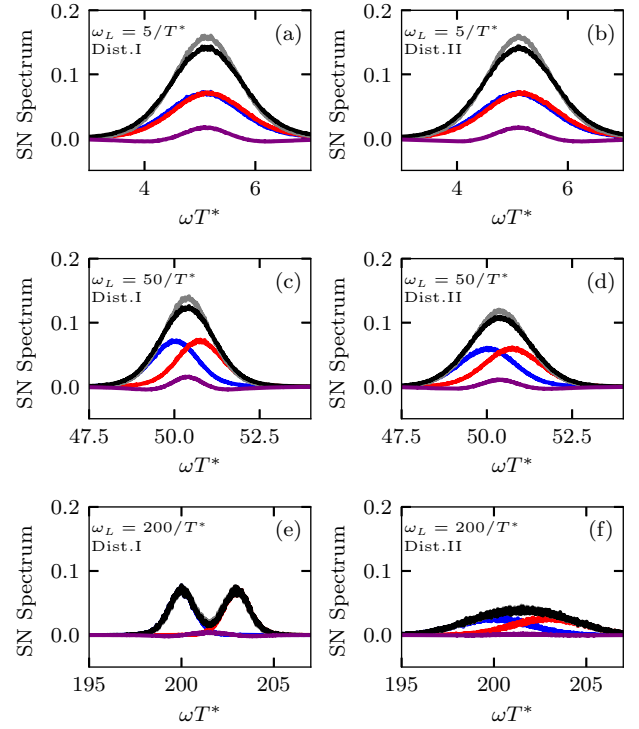 ω_L = 5/T* (a)
Dist.I
SN Spectrum
0.2
0.1
0.0
4 6
ωT*
ω_L = 5/T* (b)
Dist.II
SN Spectrum
0.2
0.1
0.0
4 6
ωT*
ω_L = 50/T* (c)
Dist.I
SN Spectrum
0.2
0.1
0.0
47.5 50.0 52.5
ωT*
ω_L = 50/T* (d)
Dist.II
SN Spectrum
0.2
0.1
0.0
47.5 50.0 52.5
ωT*
ω_L = 200/T* (e)
Dist.I
SN Spectrum
0.2
0.1
0.0
195 200 205
ωT*
ω_L = 200/T* (f)
Dist.II
SN Spectrum
0.2
0.1
0.0
195 200 205
ωT*